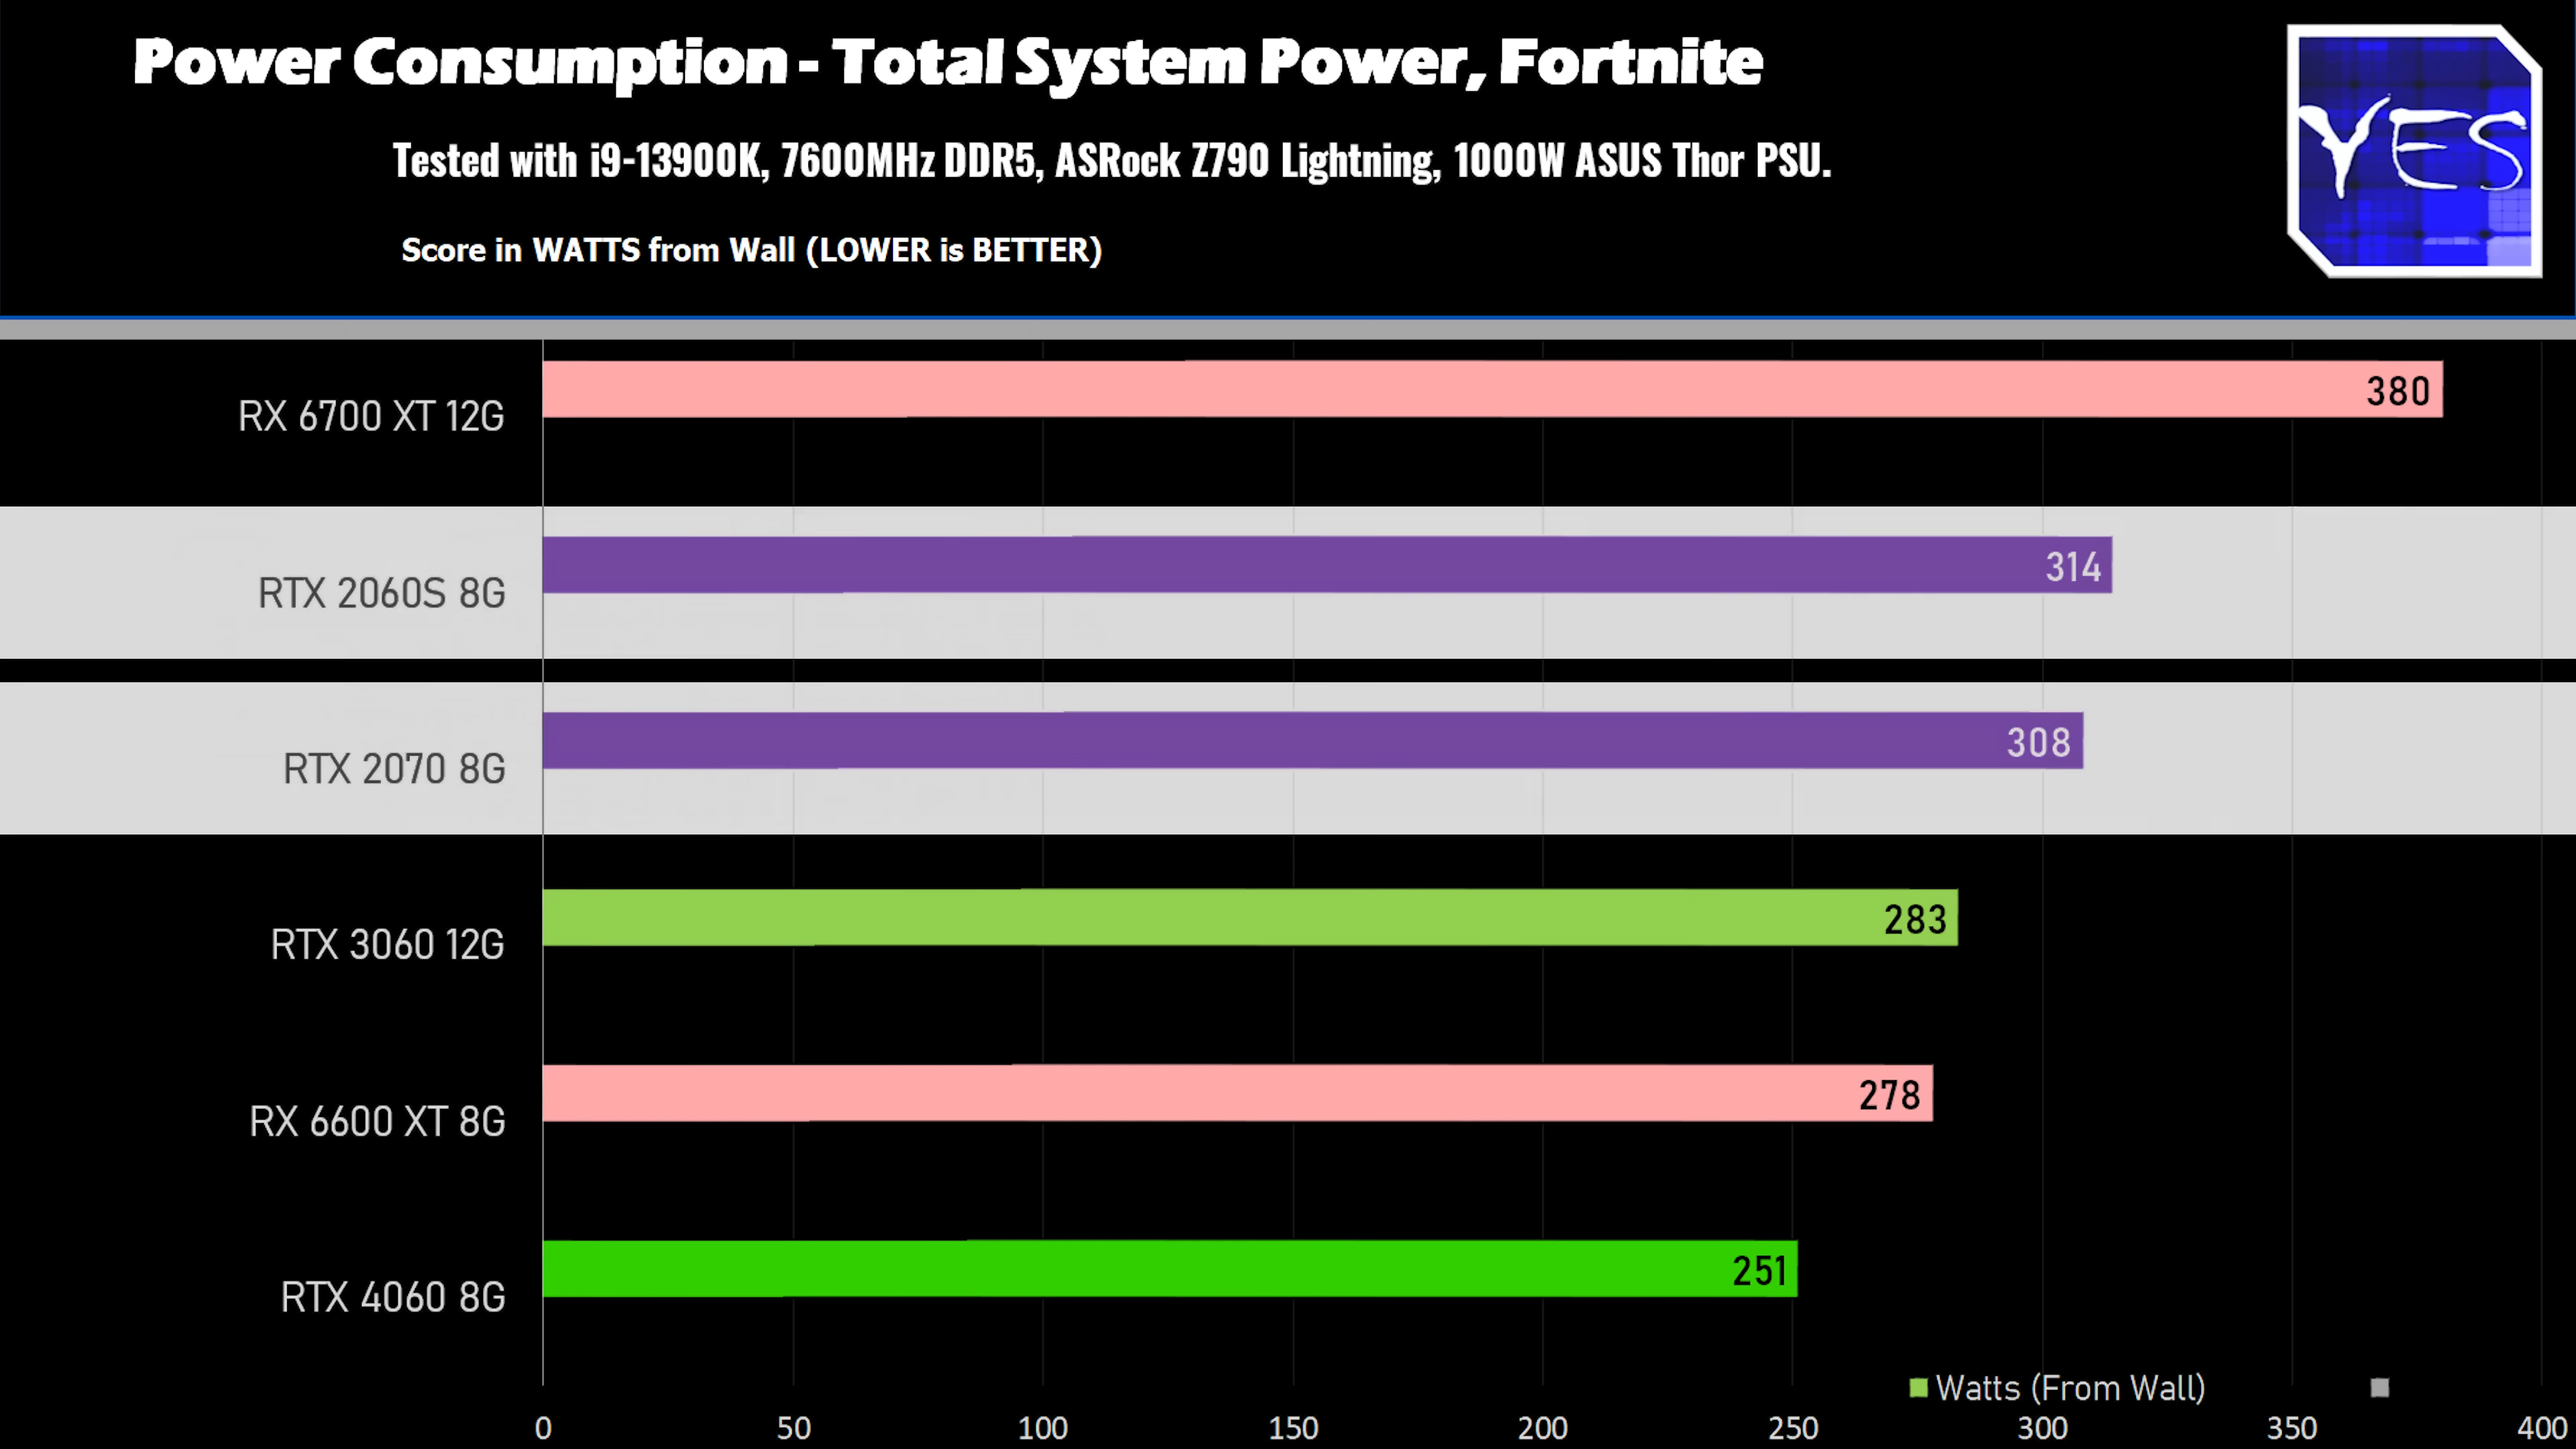 Power Consumption - Total System Power, Fortnite
YES
Tested with i9-13900K, 7600MHz DDR5, ASRock Z790 Lightning, 1000W ASUS Thor PSU.
Score in WATTS from Wall (LOWER is BETTER)
RX 6700 XT 12G 380
RTX 2060S 8G 314
RTX 2070 8G 308
RTX 3060 12G 283
RX 6600 XT 8G 278
RTX 4060 8G 251
Watts (From Wall)
0 50 100 150 200 250 300 350 400